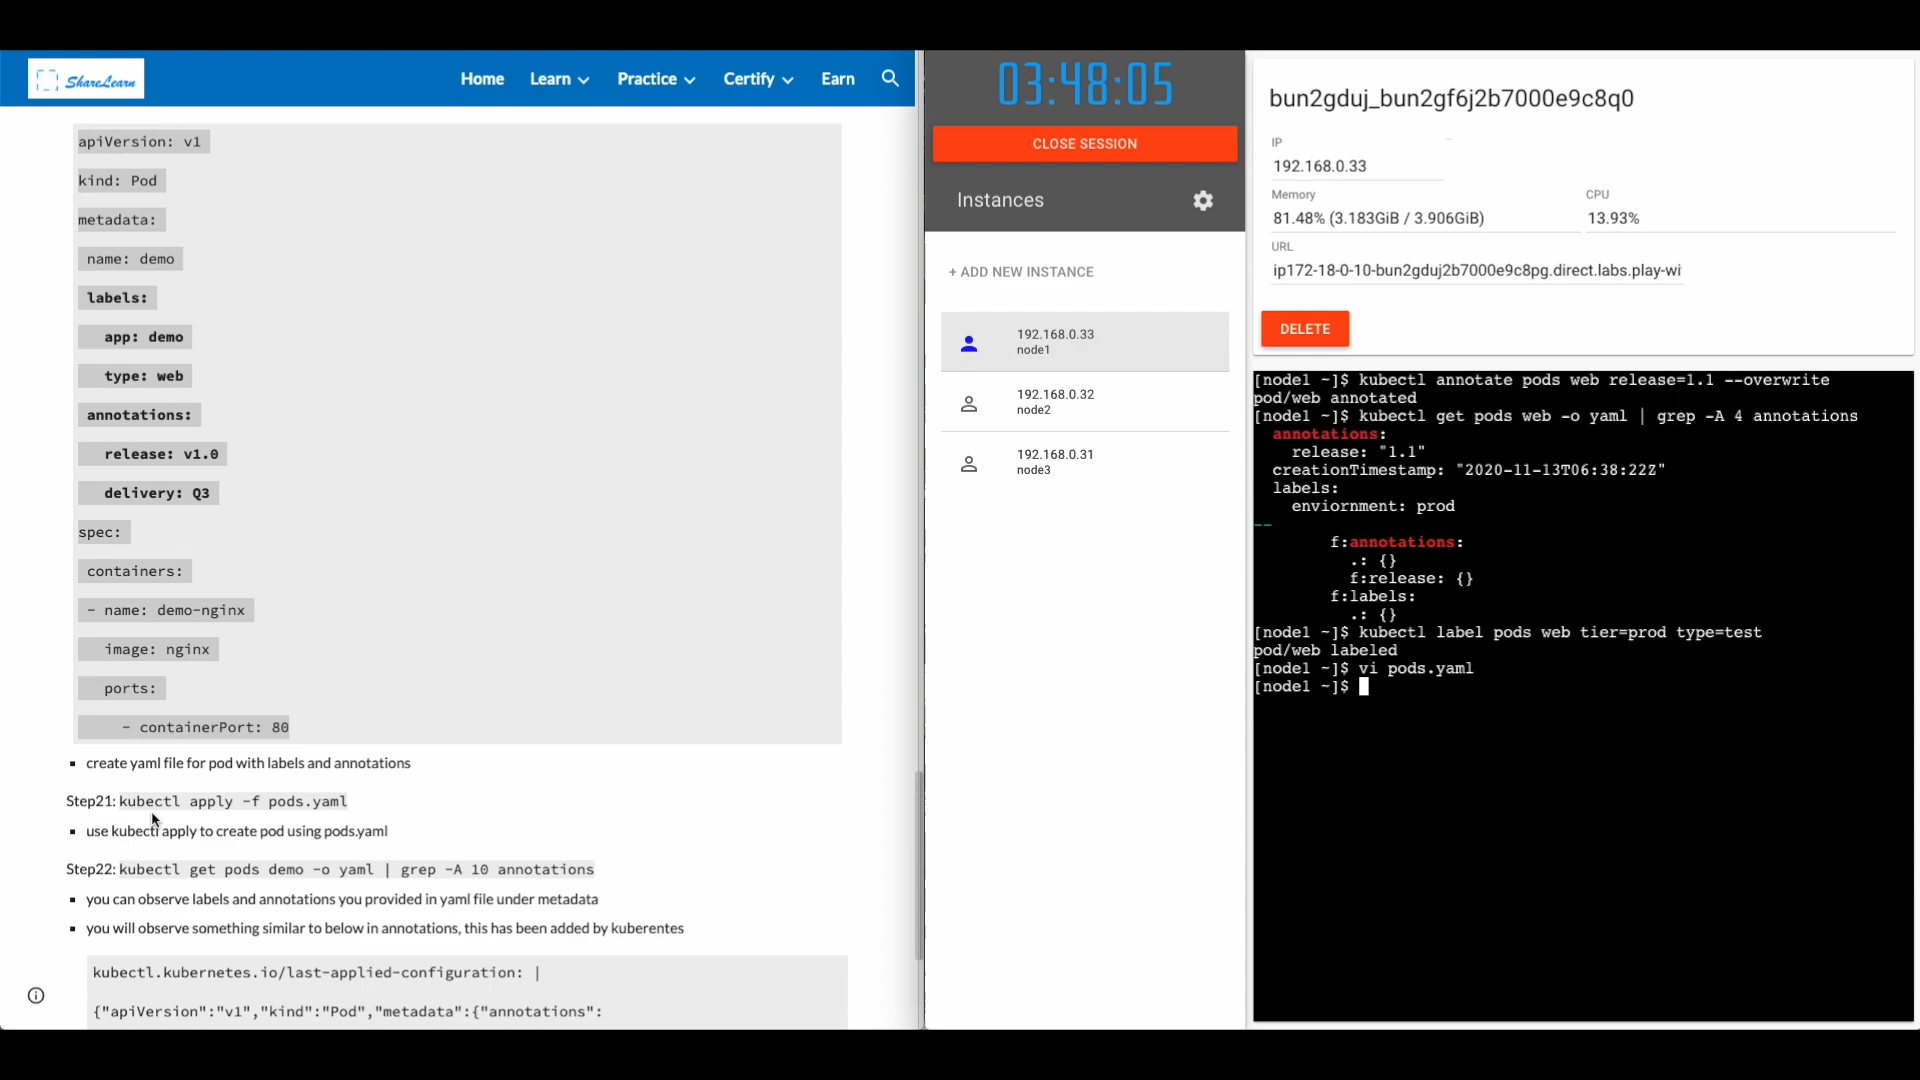 ShareLearn
Home Learn Practice Certify Earn
apiVersion: v1
kind: Pod
metadata:
name: demo
labels:
app: demo
type: web
annotations:
release: v1.0
delivery: Q3
spec:
containers:
- name: demo-nginx
image: nginx
ports:
- containerPort: 80
▪ create yaml file for pod with labels and annotations
Step21: kubectl apply -f pods.yaml
▪ use kubectl apply to create pod using pods.yaml
Step22: kubectl get pods demo -o yaml | grep -A 10 annotations
▪ you can observe labels and annotations you provided in yaml file under metadata
▪ you will observe something similar to below in annotations, this has been added by kuberentes
kubectl.kubernetes.io/last-applied-configuration: |
{"apiVersion":"v1","kind":"Pod","metadata":{"annotations":
03:48:05
CLOSE SESSION
Instances
+ ADD NEW INSTANCE
192.168.0.33
node1
192.168.0.32
node2
192.168.0.31
node3
bun2gduj_bun2gf6j2b7000e9c8q0
IP
192.168.0.33
Memory CPU
81.48% (3.183GiB / 3.906GiB) 13.93%
URL
ip172-18-0-10-bun2gduj2b7000e9c8pg.direct.labs.play-wi
DELETE
[node1 ~]$ kubectl annotate pods web release=1.1 --overwrite
pod/web annotated
[node1 ~]$ kubectl get pods web -o yaml | grep -A 4 annotations
annotations:
release: "1.1"
creationTimestamp: "2020-11-13T06:38:22Z"
labels:
enviornment: prod
--
f:annotations:
.: {}
f:release: {}
f:labels:
.: {}
[node1 ~]$ kubectl label pods web tier=prod type=test
pod/web labeled
[node1 ~]$ vi pods.yaml
[node1 ~]$